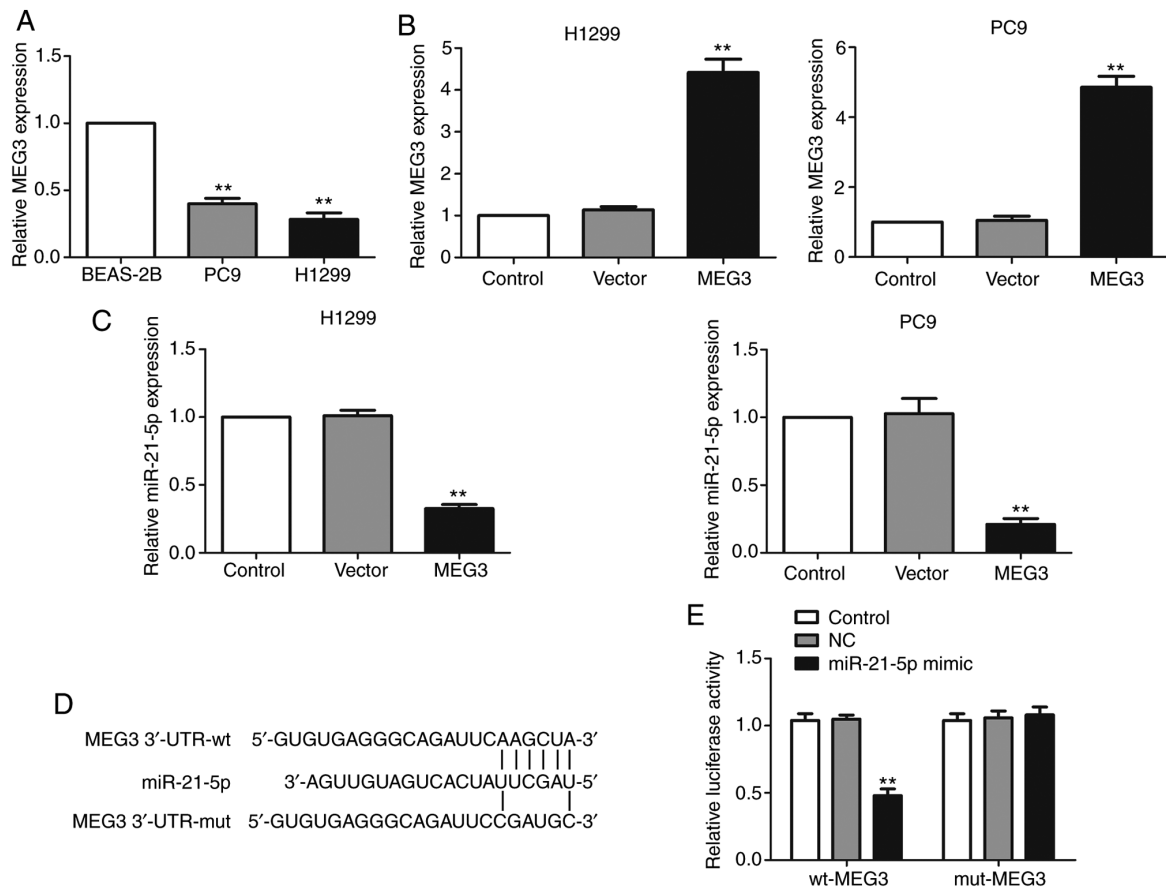 A
Relative MEG3 expression
1.5
1.0
0.5
0.0
**
**
BEAS-2B PC9 H1299
B
H1299
Relative MEG3 expression
5
4
3
2
1
0
**
Control Vector MEG3
PC9
Relative MEG3 expression
6
4
2
0
**
Control Vector MEG3
C
H1299
Relative miR-21-5p expression
1.5
1.0
0.5
0.0
**
Control Vector MEG3
PC9
Relative miR-21-5p expression
1.5
1.0
0.5
0.0
**
Control Vector MEG3
D
MEG3 3′-UTR-wt 5′-GUGUGAGGGCAGAUUCAAGCUA-3′
miR-21-5p 3′-AGUUGUAGUCACUAUUCGAU-5′
MEG3 3′-UTR-mut 5′-GUGUGAGGGCAGAUUCCGAUGC-3′
E
Control
NC
miR-21-5p mimic
Relative luciferase activity
1.5
1.0
0.5
0.0
**
wt-MEG3 mut-MEG3